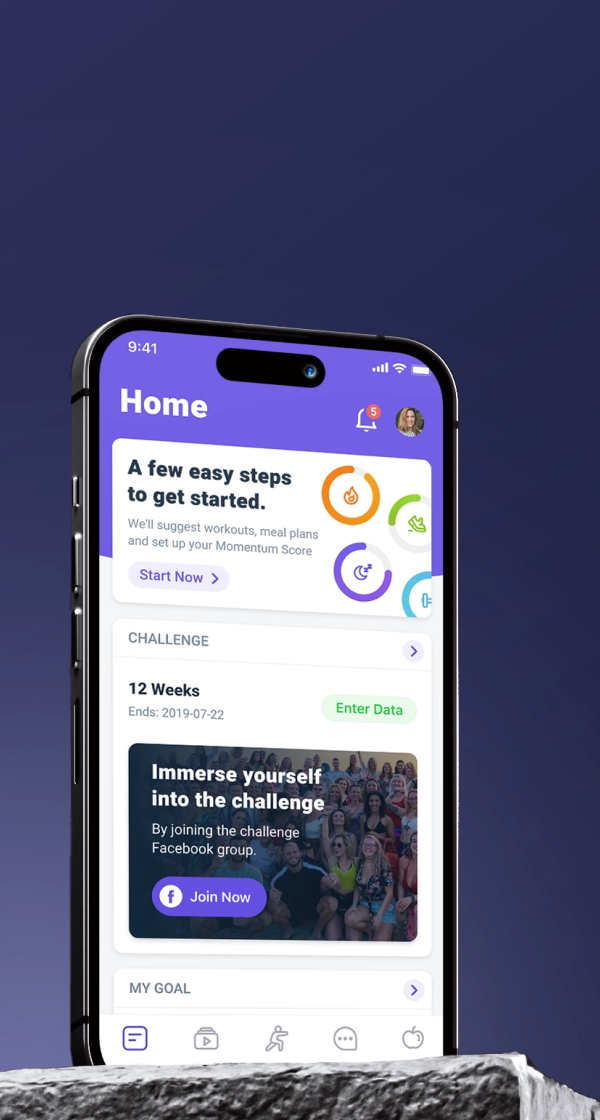 9:41
Home
5
A few easy steps
to get started.
We'll suggest workouts, meal plans
and set up your Momentum Score
Start Now
CHALLENGE
12 Weeks
Ends: 2019-07-22
Enter Data
Immerse yourself
into the challenge
By joining the challenge
Facebook group.
f Join Now
MY GOAL